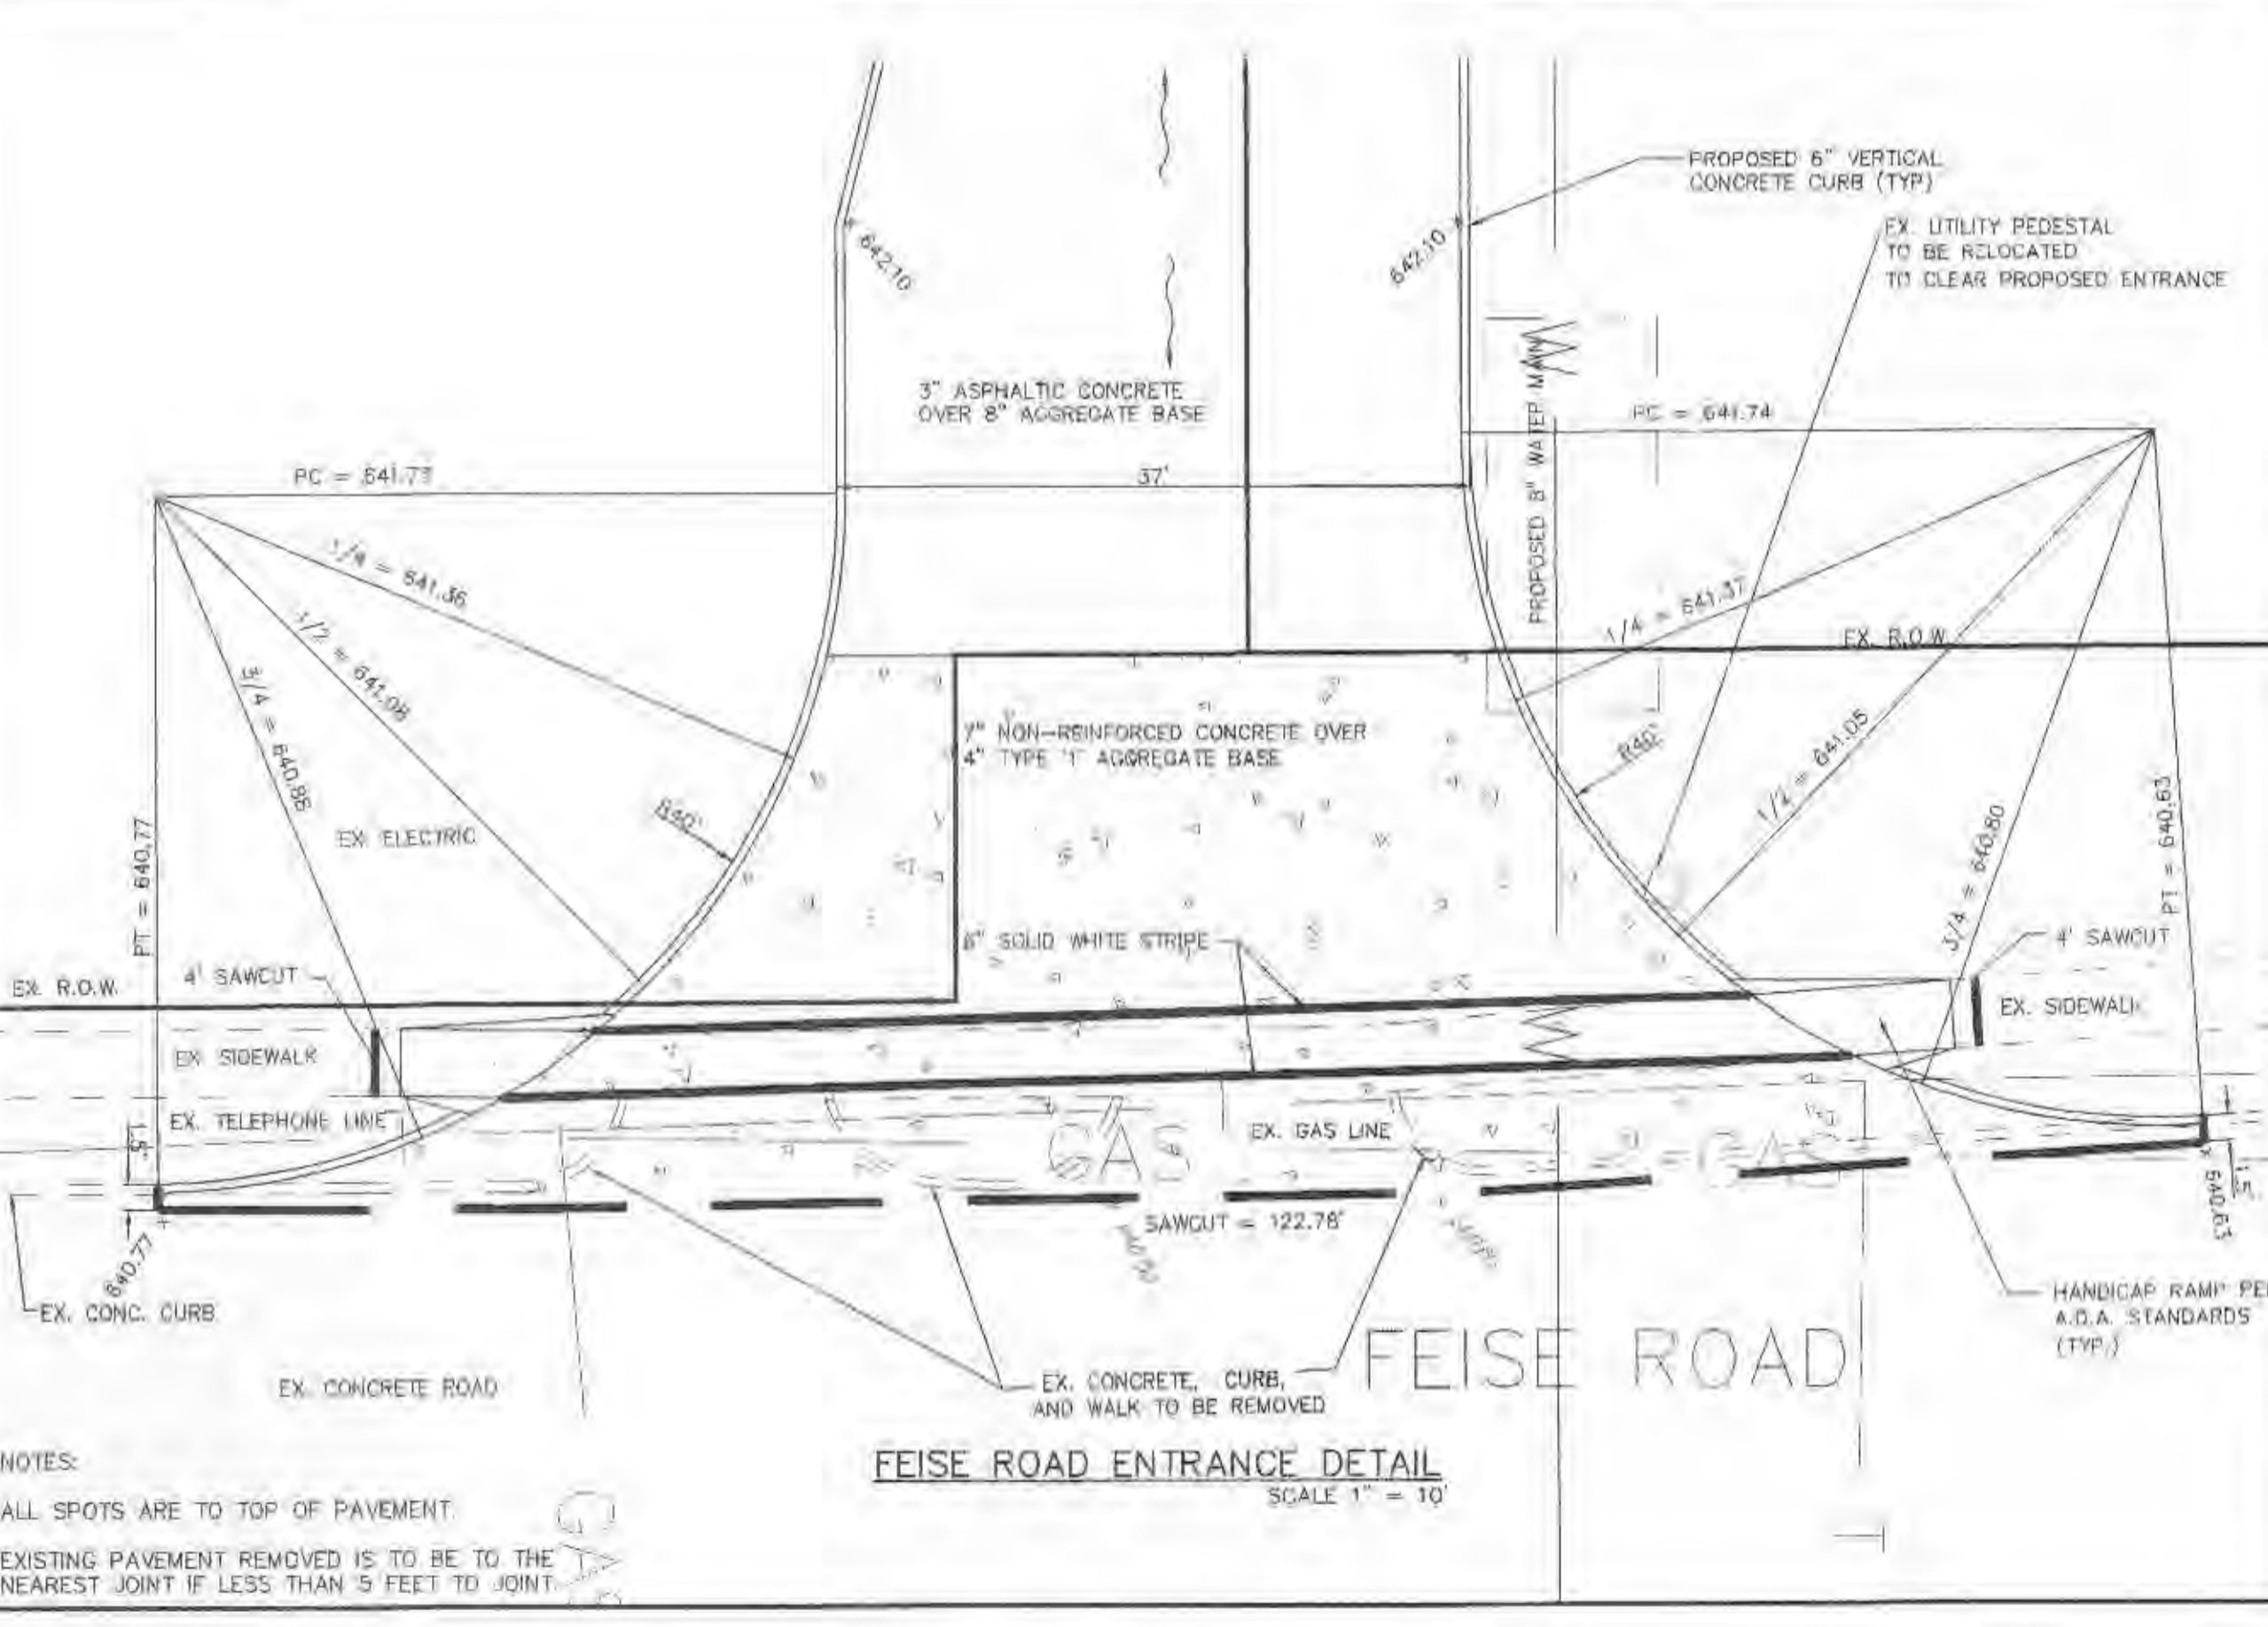 PROPOSED 6" VERTICAL
CONCRETE CURB (TYP)
EX. UTILITY PEDESTAL
TO BE RELOCATED
TO CLEAR PROPOSED ENTRANCE
642.10
642.10
3" ASPHALTIC CONCRETE
OVER 8" AGGREGATE BASE
PROPOSED 8" WATER MAIN
PC = 641.74
PC = 641.73
37'
1/4 = 641.36
1/2 = 641.08
3/4 = 640.86
PT = 640.77
1/4 = 641.37
EX. R.O.W.
1/2 = 641.05
3/4 = 640.80
PT = 640.63
7" NON-REINFORCED CONCRETE OVER
4" TYPE '1' AGGREGATE BASE
R40'
R40'
EX. ELECTRIC
6" SOLID WHITE STRIPE
4' SAWCUT
4' SAWCUT
EX. R.O.W.
EX. SIDEWALK
EX. SIDEWALK
EX. TELEPHONE LINE
EX. GAS LINE
GAS
1.5'
1.5'
SAWCUT = 122.78'
640.77
640.63
EX. CONC. CURB
HANDICAP RAMP PE
A.D.A. STANDARDS
(TYP.)
FEISE ROAD
EX. CONCRETE ROAD
EX. CONCRETE, CURB,
AND WALK TO BE REMOVED
FEISE ROAD ENTRANCE DETAIL
SCALE 1" = 10'
NOTES:
ALL SPOTS ARE TO TOP OF PAVEMENT.
EXISTING PAVEMENT REMOVED IS TO BE TO THE
NEAREST JOINT IF LESS THAN 5 FEET TO JOINT.